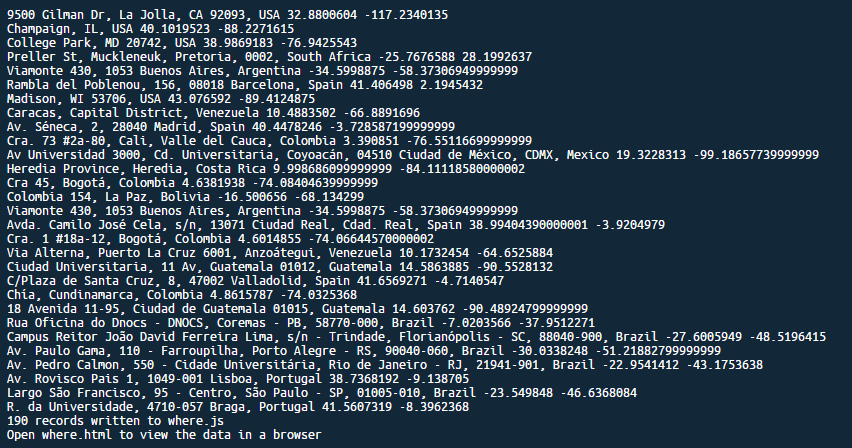 9500 Gilman Dr, La Jolla, CA 92093, USA 32.8800604 -117.2340135
Champaign, IL, USA 40.1019523 -88.2271615
College Park, MD 20742, USA 38.9869183 -76.9425543
Preller St, Muckleneuk, Pretoria, 0002, South Africa -25.7676588 28.1992637
Viamonte 430, 1053 Buenos Aires, Argentina -34.5998875 -58.37306949999999
Rambla del Poblenou, 156, 08018 Barcelona, Spain 41.406498 2.1945432
Madison, WI 53706, USA 43.076592 -89.4124875
Caracas, Capital District, Venezuela 10.4883502 -66.8891696
Av. Séneca, 2, 28040 Madrid, Spain 40.4478246 -3.728587199999999
Cra. 73 #2a-80, Cali, Valle del Cauca, Colombia 3.390851 -76.55116699999999
Av Universidad 3000, Cd. Universitaria, Coyoacán, 04510 Ciudad de México, CDMX, Mexico 19.3228313 -99.18657739999999
Heredia Province, Heredia, Costa Rica 9.998686099999999 -84.11118580000002
Cra 45, Bogotá, Colombia 4.6381938 -74.08404639999999
Colombia 154, La Paz, Bolivia -16.500656 -68.134299
Viamonte 430, 1053 Buenos Aires, Argentina -34.5998875 -58.37306949999999
Avda. Camilo José Cela, s/n, 13071 Ciudad Real, Cdad. Real, Spain 38.99404390000001 -3.9204979
Cra. 1 #18a-12, Bogotá, Colombia 4.6014855 -74.06644570000002
Via Alterna, Puerto La Cruz 6001, Anzoátegui, Venezuela 10.1732454 -64.6525884
Ciudad Universitaria, 11 Av, Guatemala 01012, Guatemala 14.5863885 -90.5528132
C/Plaza de Santa Cruz, 8, 47002 Valladolid, Spain 41.6569271 -4.7140547
Chía, Cundinamarca, Colombia 4.8615787 -74.0325368
18 Avenida 11-95, Ciudad de Guatemala 01015, Guatemala 14.603762 -90.48924799999999
Rua Oficina do Dnocs - DNOCS, Coremas - PB, 58770-000, Brazil -7.0203566 -37.9512271
Campus Reitor João David Ferreira Lima, s/n - Trindade, Florianópolis - SC, 88040-900, Brazil -27.6005949 -48.5196415
Av. Paulo Gama, 110 - Farroupilha, Porto Alegre - RS, 90040-060, Brazil -30.0338248 -51.21882799999999
Av. Pedro Calmon, 550 - Cidade Universitária, Rio de Janeiro - RJ, 21941-901, Brazil -22.9541412 -43.1753638
Av. Rovisco Pais 1, 1049-001 Lisboa, Portugal 38.7368192 -9.138705
Largo São Francisco, 95 - Centro, São Paulo - SP, 01005-010, Brazil -23.549848 -46.6368084
R. da Universidade, 4710-057 Braga, Portugal 41.5607319 -8.3962368
190 records written to where.js
Open where.html to view the data in a browser